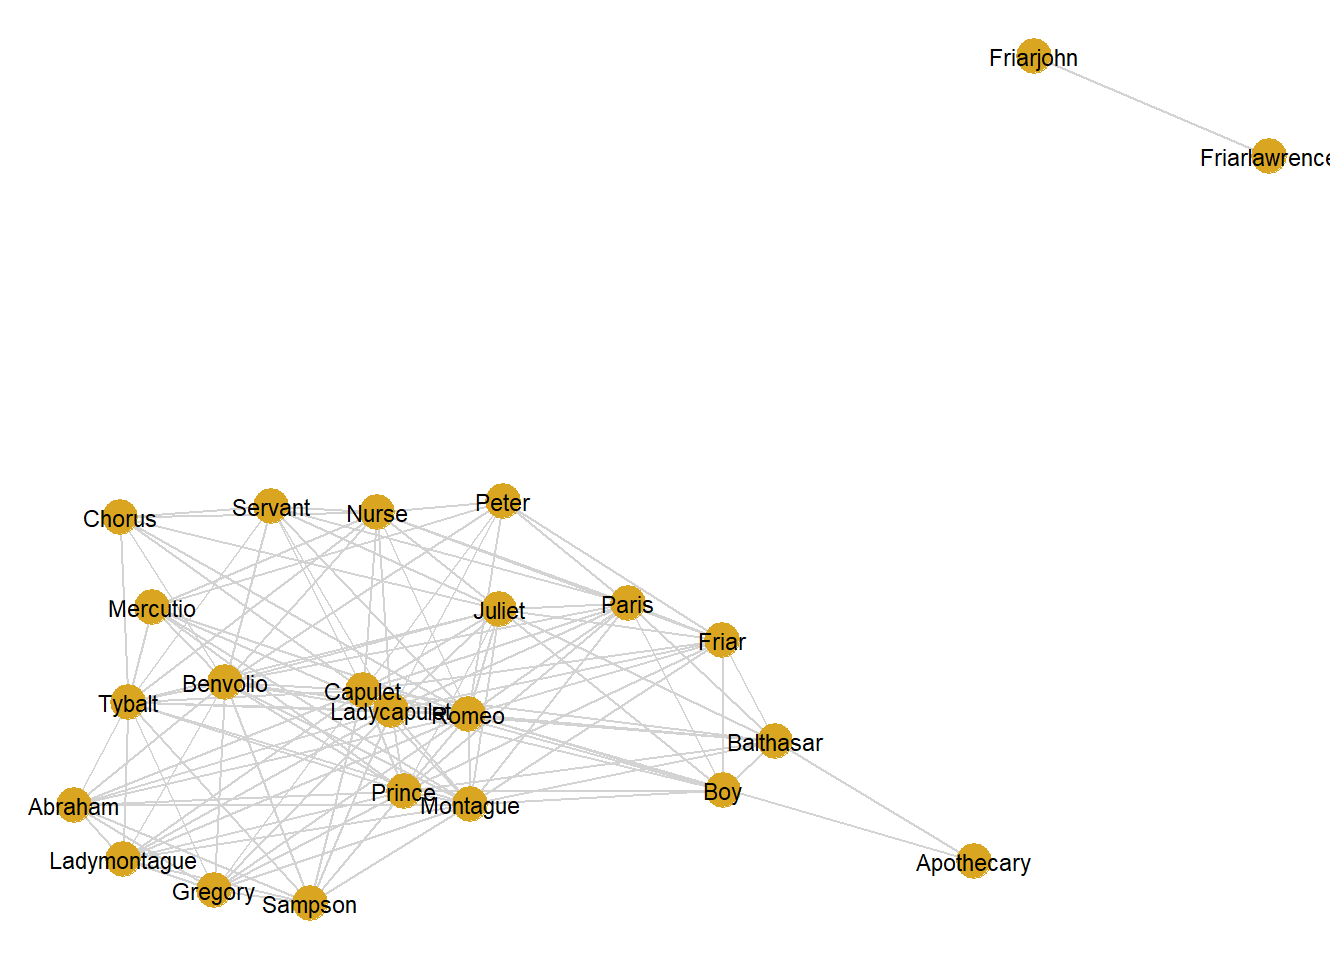 Friarjohn
Friarlawrence
Peter
Servant
Nurse
Chorus
Paris
Mercutio
Juliet
Friar
Benvolio
Capulet
Tybalt
Ladycapulet
Romeo
Balthasar
Prince
Boy
Abraham
Montague
Ladymontague
Apothecary
Gregory
Sampson